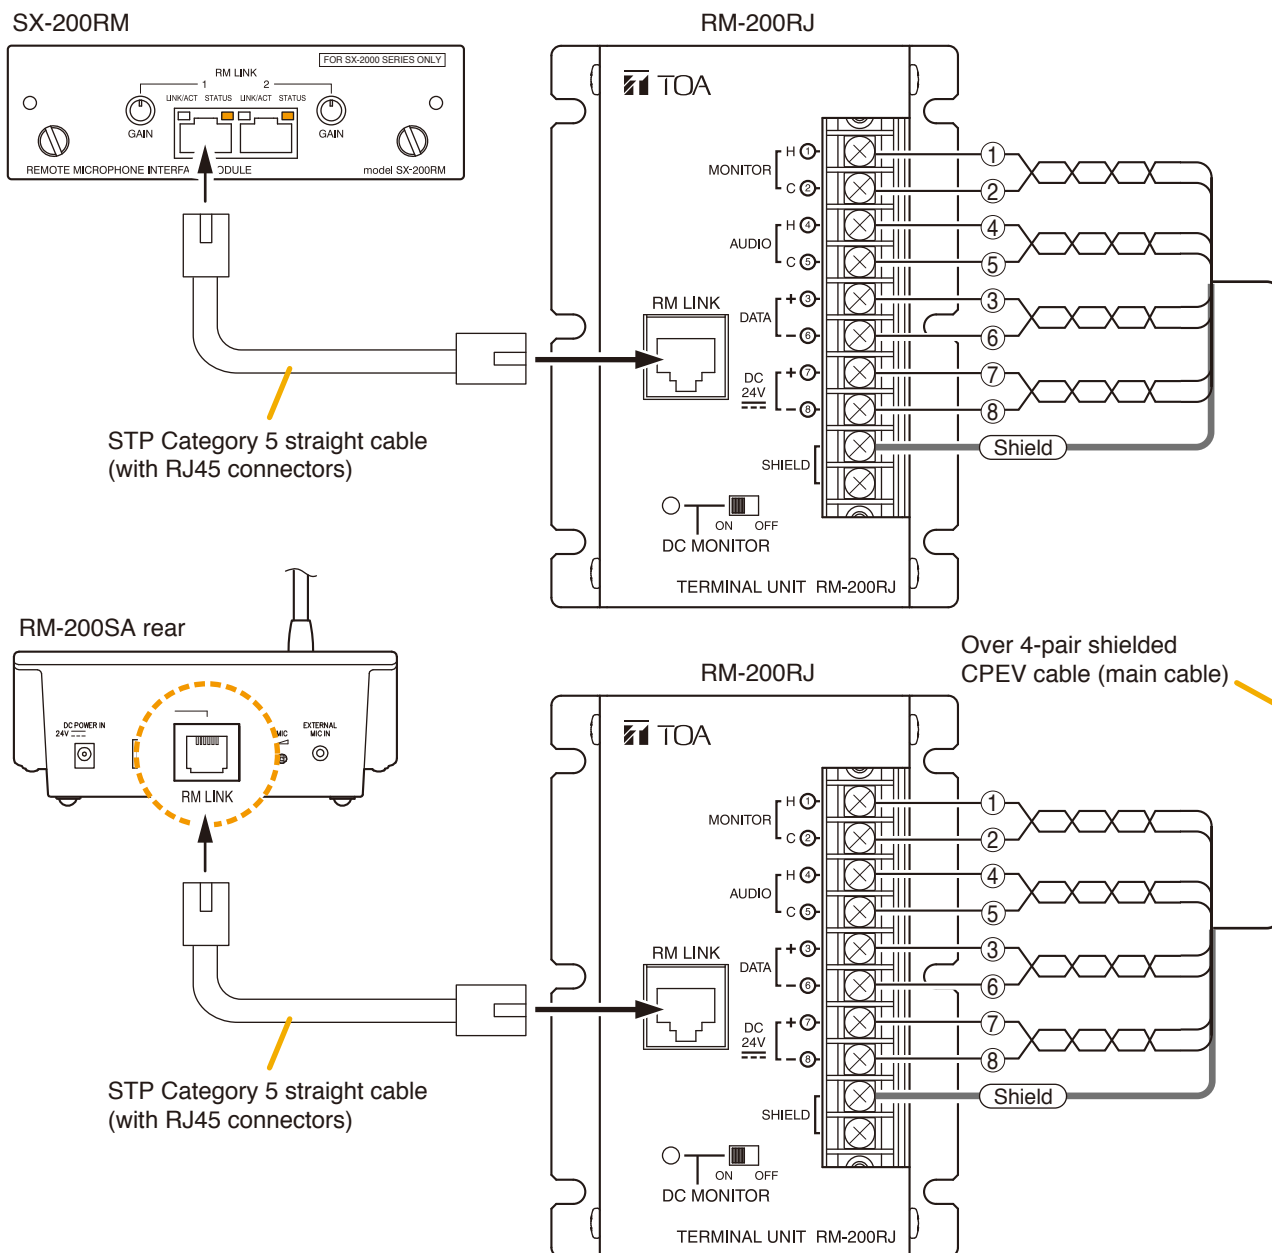 SX-200RM
FOR SX-2000 SERIES ONLY
RM LINK
1 2
LINK/ACT STATUS LINK/ACT STATUS
GAIN GAIN
REMOTE MICROPHONE INTERFA ODULE
model SX-200RM
STP Category 5 straight cable
(with RJ45 connectors)
RM-200RJ
TOA
MONITOR
H 1
C 2
AUDIO
H 4
C 5
DATA
+ 3
− 6
DC
24V
+ 7
− 8
SHIELD
RM LINK
ON OFF
DC MONITOR
TERMINAL UNIT RM-200RJ
1
2
4
5
3
6
7
8
Shield
RM-200SA rear
DC POWER IN
24V
RM LINK
MIC
EXTERNAL
MIC IN
STP Category 5 straight cable
(with RJ45 connectors)
Over 4-pair shielded
CPEV cable (main cable)
RM-200RJ
TOA
MONITOR
H 1
C 2
AUDIO
H 4
C 5
DATA
+ 3
− 6
DC
24V
+ 7
− 8
SHIELD
RM LINK
ON OFF
DC MONITOR
TERMINAL UNIT RM-200RJ
1
2
4
5
3
6
7
8
Shield